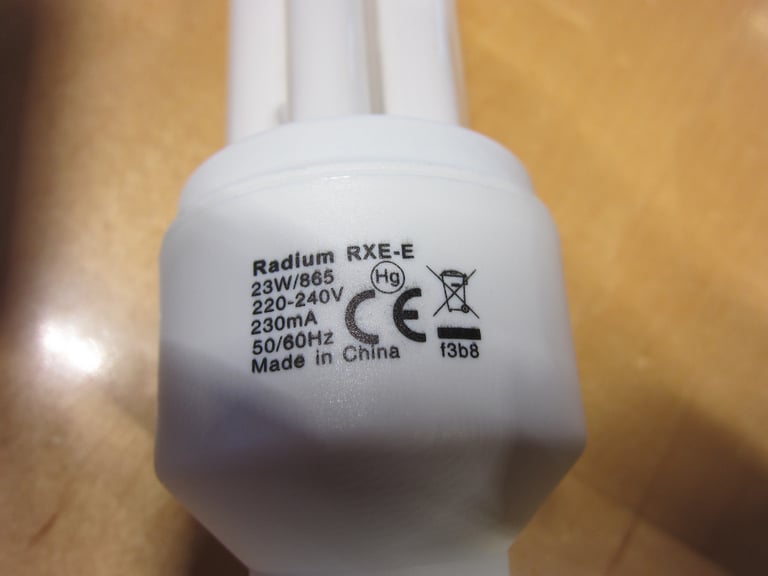 Radium RXE-E
23W/865
Hg
220-240V
230mA
CE
50/60Hz
Made in China
f3b8